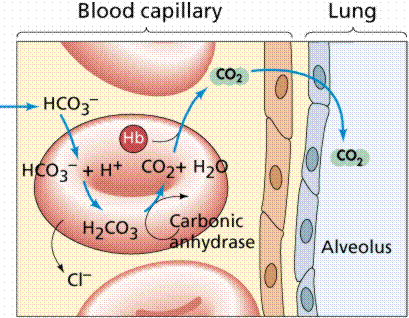 Blood capillary
Lung
CO₂
HCO₃⁻
Hb
CO₂
HCO₃⁻ + H⁺
CO₂ + H₂O
H₂CO₃
Carbonic
anhydrase
Alveolus
Cl⁻